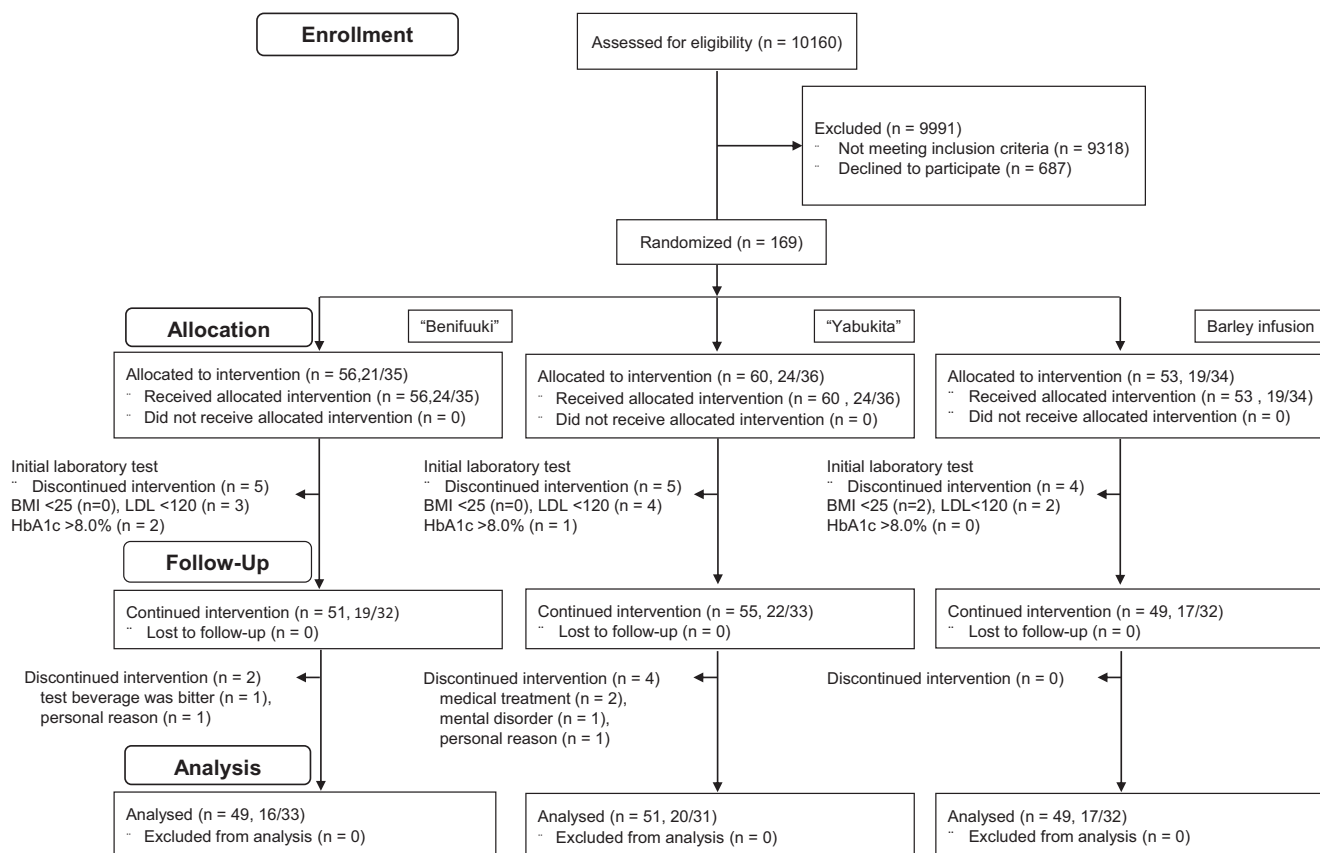 Enrollment
Assessed for eligibility (n = 10160)
Excluded (n = 9991)
¨ Not meeting inclusion criteria (n = 9318)
¨ Declined to participate (n = 687)
Randomized (n = 169)
Allocation
“Benifuuki”
“Yabukita”
Barley infusion
Allocated to intervention (n = 56,21/35)
¨ Received allocated intervention (n = 56,24/35)
¨ Did not receive allocated intervention (n = 0)
Allocated to intervention (n = 60, 24/36)
¨ Received allocated intervention (n = 60 , 24/36)
¨ Did not receive allocated intervention (n = 0)
Allocated to intervention (n = 53, 19/34)
¨ Received allocated intervention (n = 53 , 19/34)
¨ Did not receive allocated intervention (n = 0)
Initial laboratory test
¨ Discontinued intervention (n = 5)
BMI <25 (n=0), LDL <120 (n = 3)
HbA1c >8.0% (n = 2)
Initial laboratory test
¨ Discontinued intervention (n = 5)
BMI <25 (n=0), LDL <120 (n = 4)
HbA1c >8.0% (n = 1)
Initial laboratory test
¨ Discontinued intervention (n = 4)
BMI <25 (n=2), LDL<120 (n = 2)
HbA1c >8.0% (n = 0)
Follow-Up
Continued intervention (n = 51, 19/32)
¨ Lost to follow-up (n = 0)
Continued intervention (n = 55, 22/33)
¨ Lost to follow-up (n = 0)
Continued intervention (n = 49, 17/32)
¨ Lost to follow-up (n = 0)
Discontinued intervention (n = 2)
test beverage was bitter (n = 1),
personal reason (n = 1)
Discontinued intervention (n = 4)
medical treatment (n = 2),
mental disorder (n = 1),
personal reason (n = 1)
Discontinued intervention (n = 0)
Analysis
Analysed (n = 49, 16/33)
¨ Excluded from analysis (n = 0)
Analysed (n = 51, 20/31)
¨ Excluded from analysis (n = 0)
Analysed (n = 49, 17/32)
¨ Excluded from analysis (n = 0)